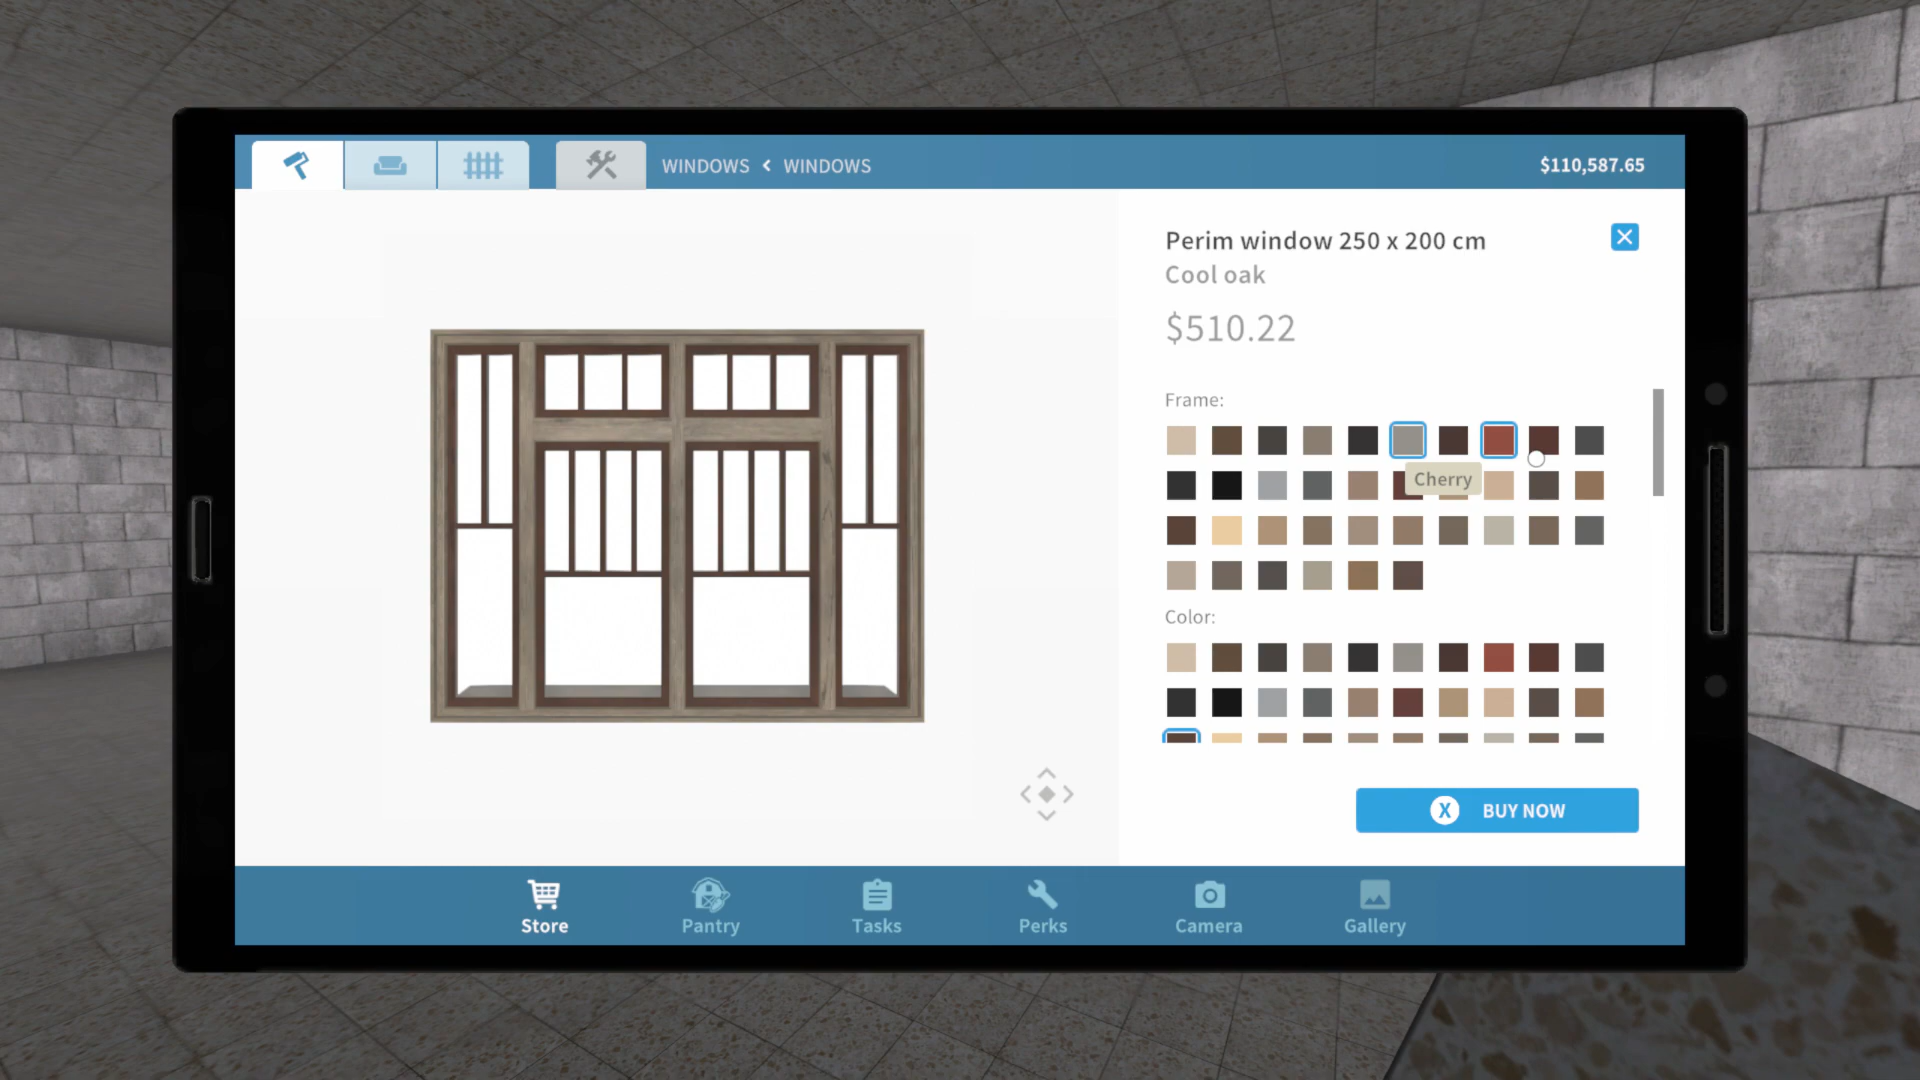 WINDOWS < WINDOWS
$110,587.65
Perim window 250 x 200 cm
Cool oak
$510.22
Frame:
Cherry
Color:
X BUY NOW
Store
Pantry
Tasks
Perks
Camera
Gallery